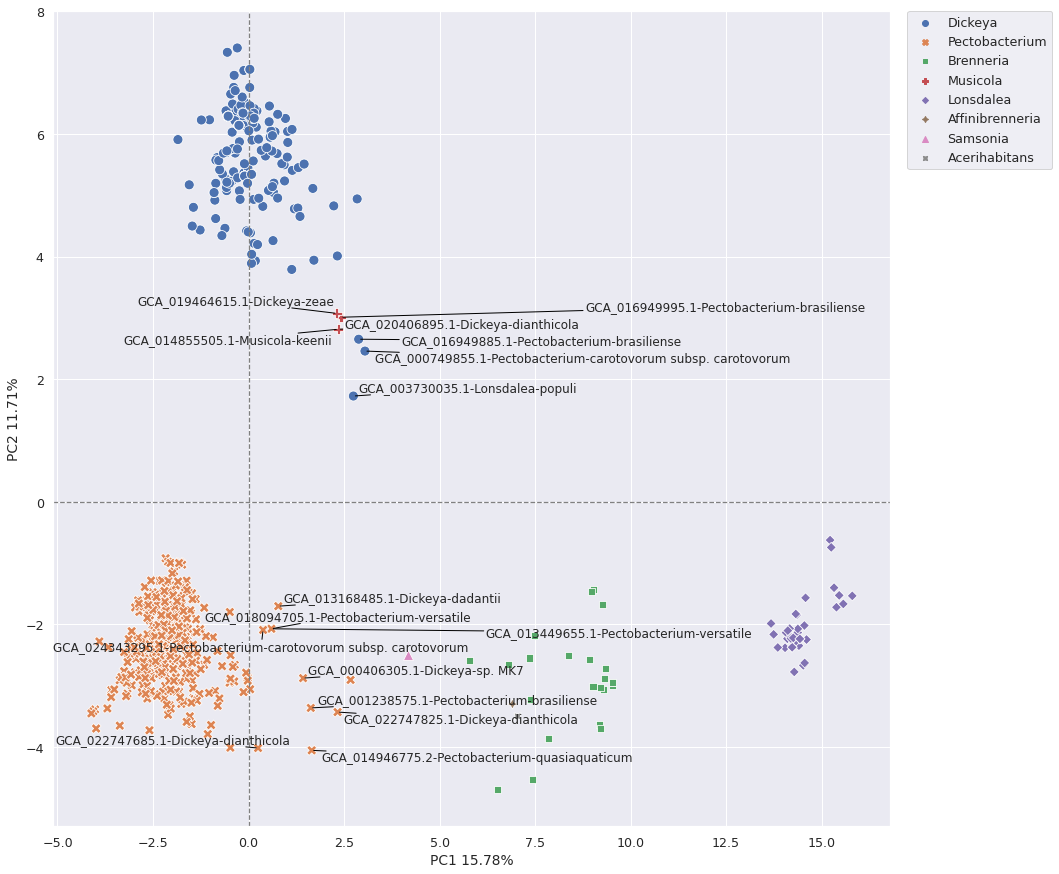 8
6
4
2
0
−2
−4
PC2 11.71%
−5.0
−2.5
0.0
2.5
5.0
7.5
10.0
12.5
15.0
PC1 15.78%
Dickeya
Pectobacterium
Brenneria
Musicola
Lonsdalea
Affinibrenneria
Samsonia
Acerihabitans
GCA_019464615.1-Dickeya-zeae
GCA_016949995.1-Pectobacterium-brasiliense
GCA_020406895.1-Dickeya-dianthicola
GCA_014855505.1-Musicola-keenii
GCA_016949885.1-Pectobacterium-brasiliense
GCA_000749855.1-Pectobacterium-carotovorum subsp. carotovorum
GCA_003730035.1-Lonsdalea-populi
GCA_013168485.1-Dickeya-dadantii
GCA_018094705.1-Pectobacterium-versatile
GCA_013449655.1-Pectobacterium-versatile
GCA_024343295.1-Pectobacterium-carotovorum subsp. carotovorum
GCA_000406305.1-Dickeya-sp. MK7
GCA_001238575.1-Pectobacterium-brasiliense
GCA_022747825.1-Dickeya-dianthicola
GCA_022747685.1-Dickeya-dianthicola
GCA_014946775.2-Pectobacterium-quasiaquaticum